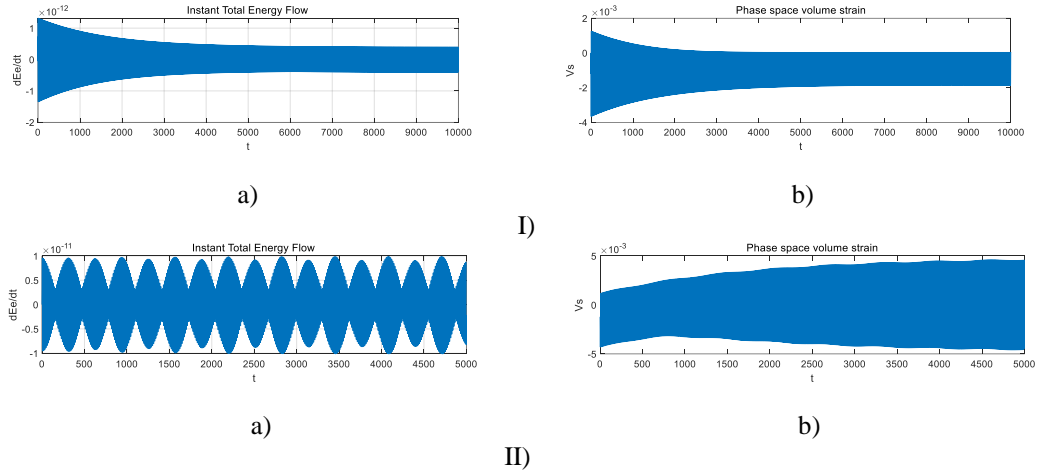 Instant Total Energy Flow
×10-12
dEe/dt
1
0
-1
-2
0 1000 2000 3000 4000 5000 6000 7000 8000 9000 10000
t
a)
Phase space volume strain
×10-3
Vs
2
0
-2
-4
0 1000 2000 3000 4000 5000 6000 7000 8000 9000 10000
t
b)
I)
Instant Total Energy Flow
×10-11
dEe/dt
1
0.5
0
-0.5
-1
0 500 1000 1500 2000 2500 3000 3500 4000 4500 5000
t
a)
Phase space volume strain
×10-3
Vs
5
0
-5
0 500 1000 1500 2000 2500 3000 3500 4000 4500 5000
t
b)
II)